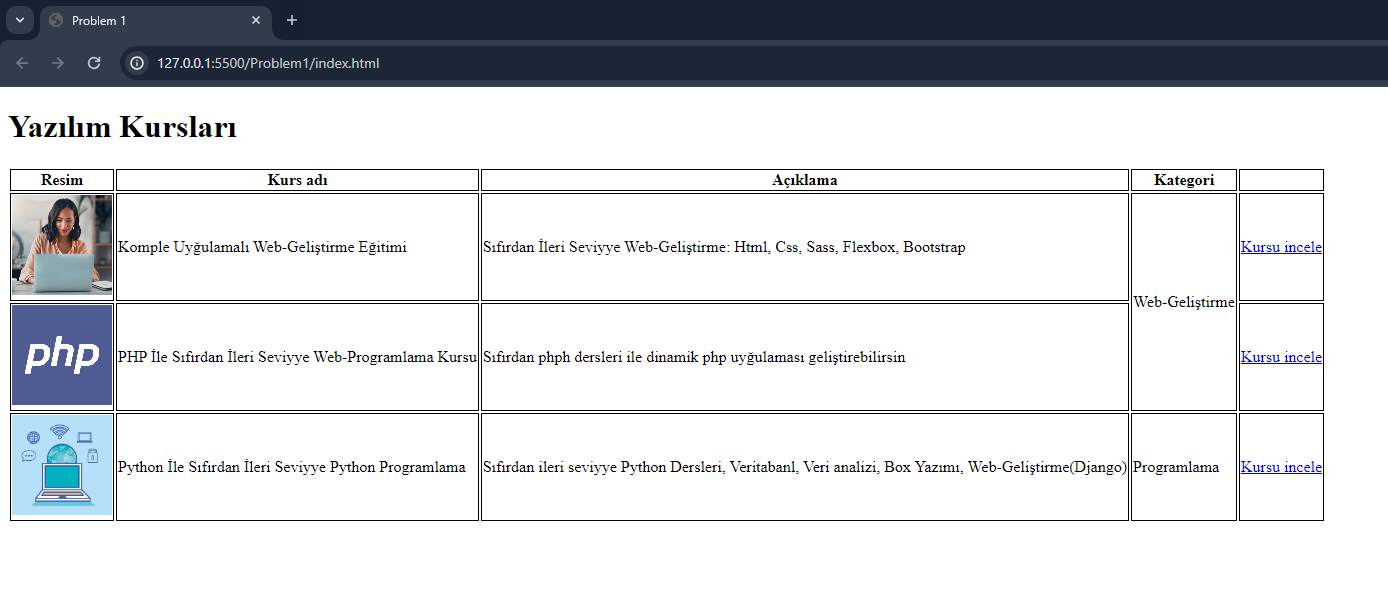 Problem 1
127.0.0.1:5500/Problem1/index.html
Yazılım Kursları
Resim Kurs adı Açıklama Kategori
Komple Uyğulamalı Web-Geliştirme Eğitimi Sıfırdan İleri Seviyye Web-Geliştirme: Html, Css, Sass, Flexbox, Bootstrap Kursu incele
Web-Geliştirme
php PHP İle Sıfırdan İleri Seviyye Web-Programlama Kursu Sıfırdan phph dersleri ile dinamik php uyğulaması geliştirebilirsin Kursu incele
Python İle Sıfırdan İleri Seviyye Python Programlama Sıfırdan ileri seviyye Python Dersleri, Veritabanl, Veri analizi, Box Yazımı, Web-Geliştirme(Django) Programlama Kursu incele